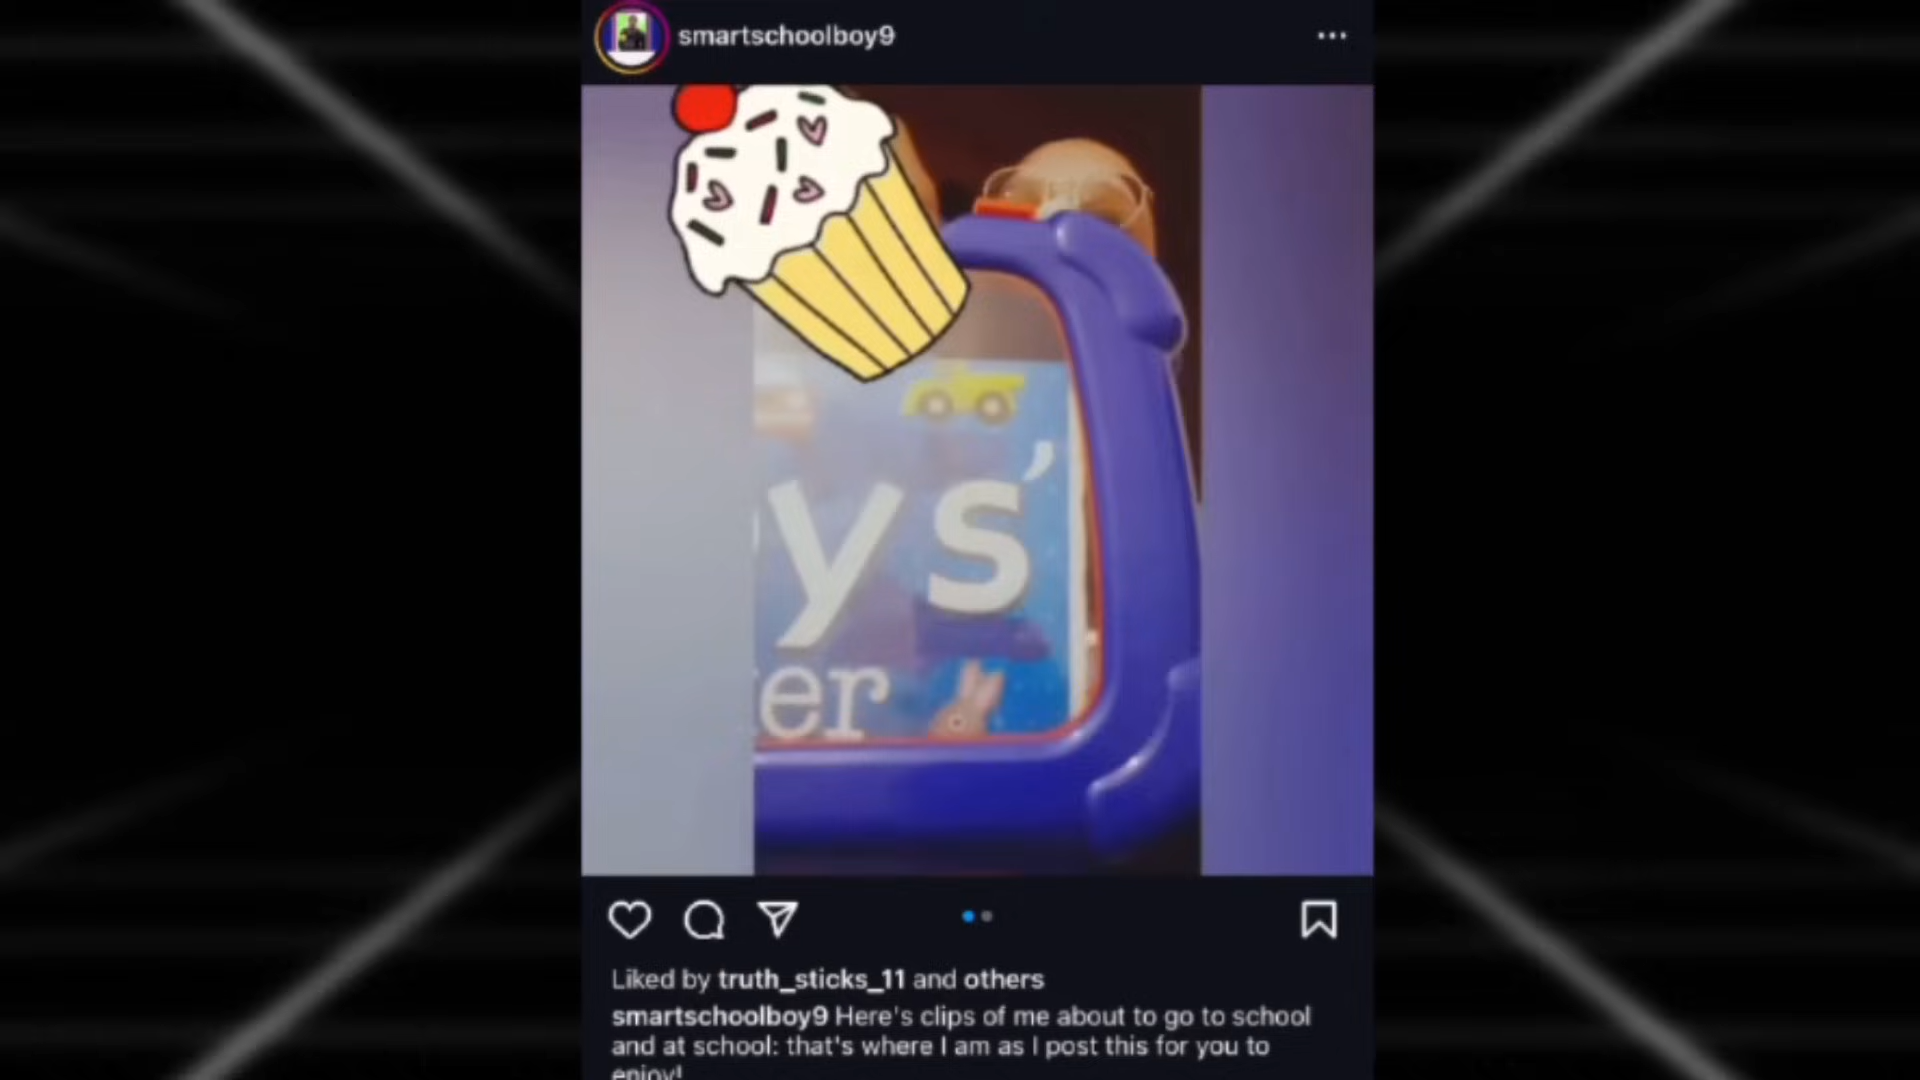 smartschoolboy9
ys'
er
Liked by truth_sticks_11 and others
smartschoolboy9 Here's clips of me about to go to school
and at school: that's where I am as I post this for you to
enjoy!